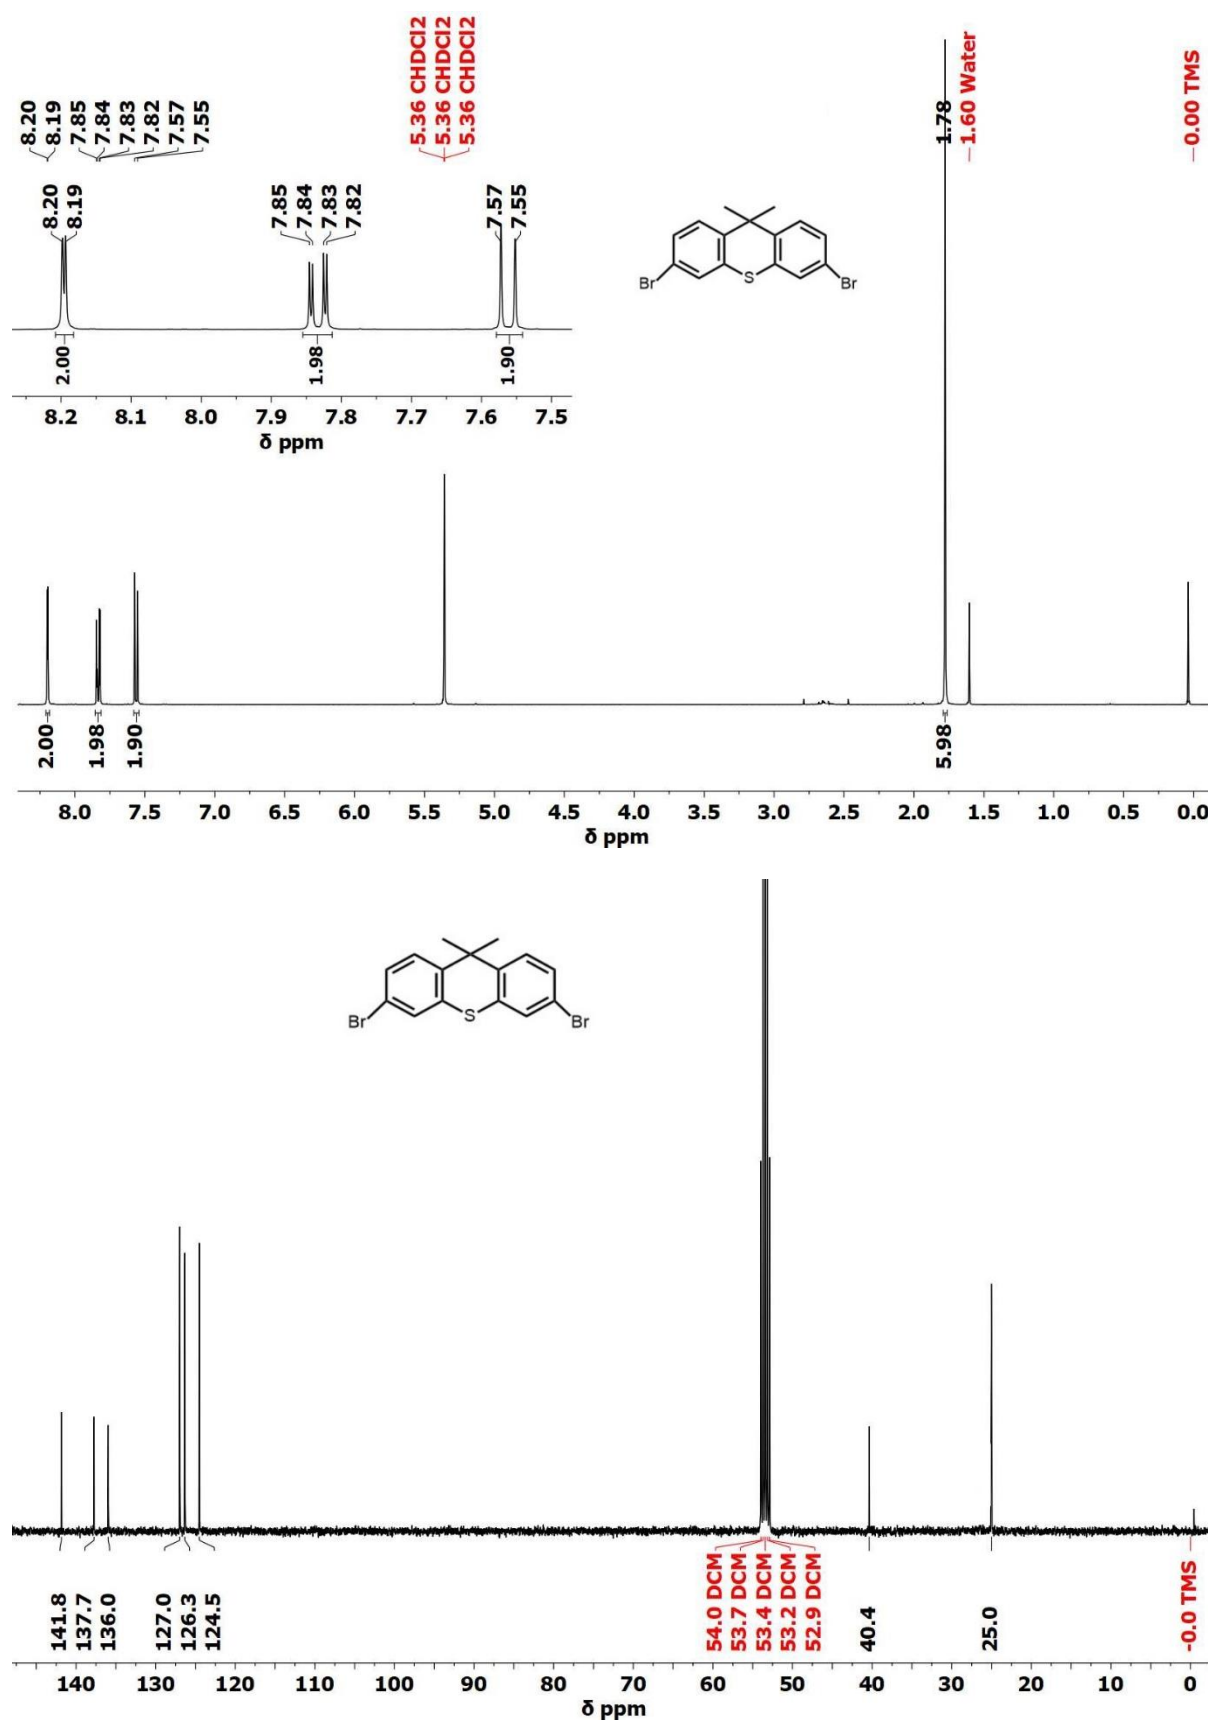 8.20
8.19
7.85
7.84
7.83
7.82
7.57
7.55
5.36 CHDCl2
5.36 CHDCl2
5.36 CHDCl2
1.78
1.60 Water
0.00 TMS
8.20
8.19
7.85
7.84
7.83
7.82
7.57
7.55
2.00
1.98
1.90
8.2 8.1 8.0 7.9 7.8 7.7 7.6 7.5
δ ppm
Br S Br
2.00
1.98
1.90
5.98
8.0 7.5 7.0 6.5 6.0 5.5 5.0 4.5 4.0 3.5 3.0 2.5 2.0 1.5 1.0 0.5 0.0
δ ppm
Br S Br
141.8
137.7
136.0
127.0
126.3
124.5
54.0 DCM
53.7 DCM
53.4 DCM
53.2 DCM
52.9 DCM
40.4
25.0
-0.0 TMS
140 130 120 110 100 90 80 70 60 50 40 30 20 10 0
δ ppm